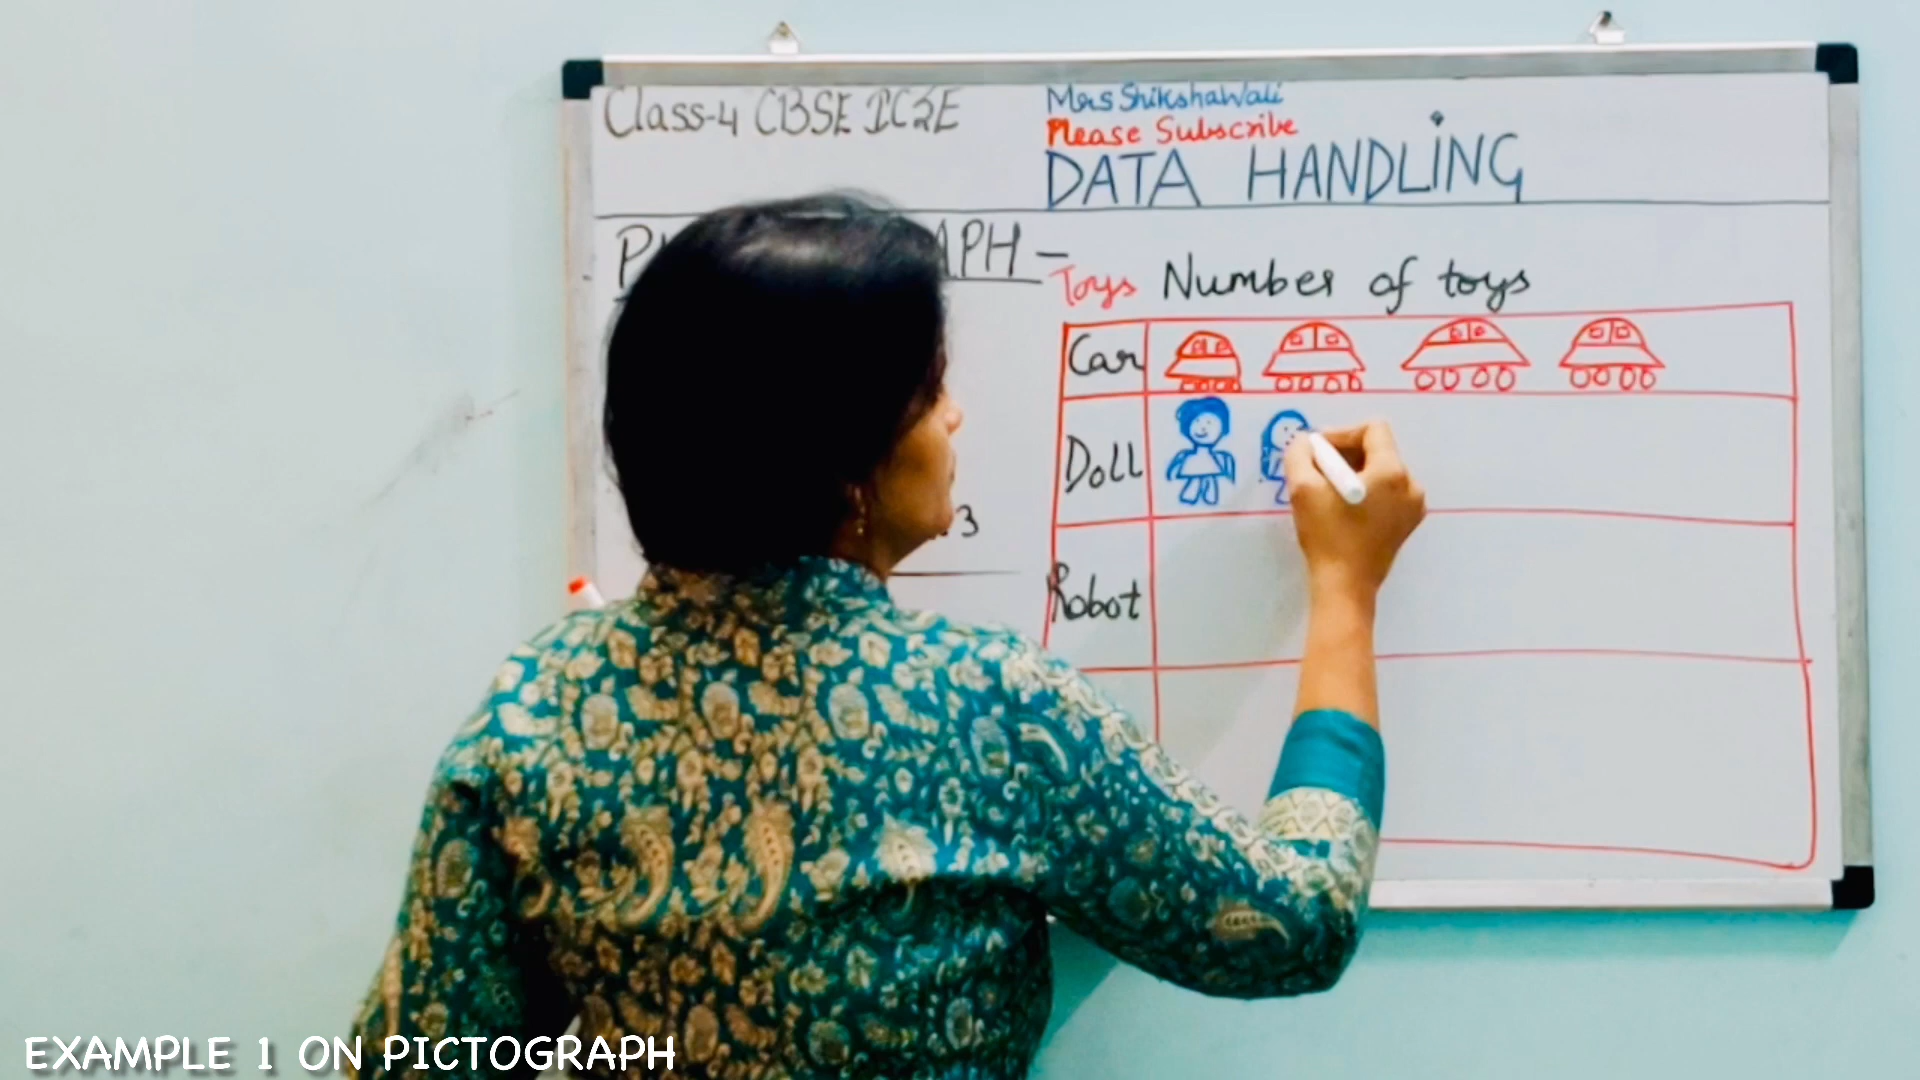 Class-4 CBSE ICSE
Mrs ShikshaWali
Please Subscribe
DATA HANDLING
Toys Number of toys
Car
Doll
3
Robot
EXAMPLE 1 ON PICTOGRAPH